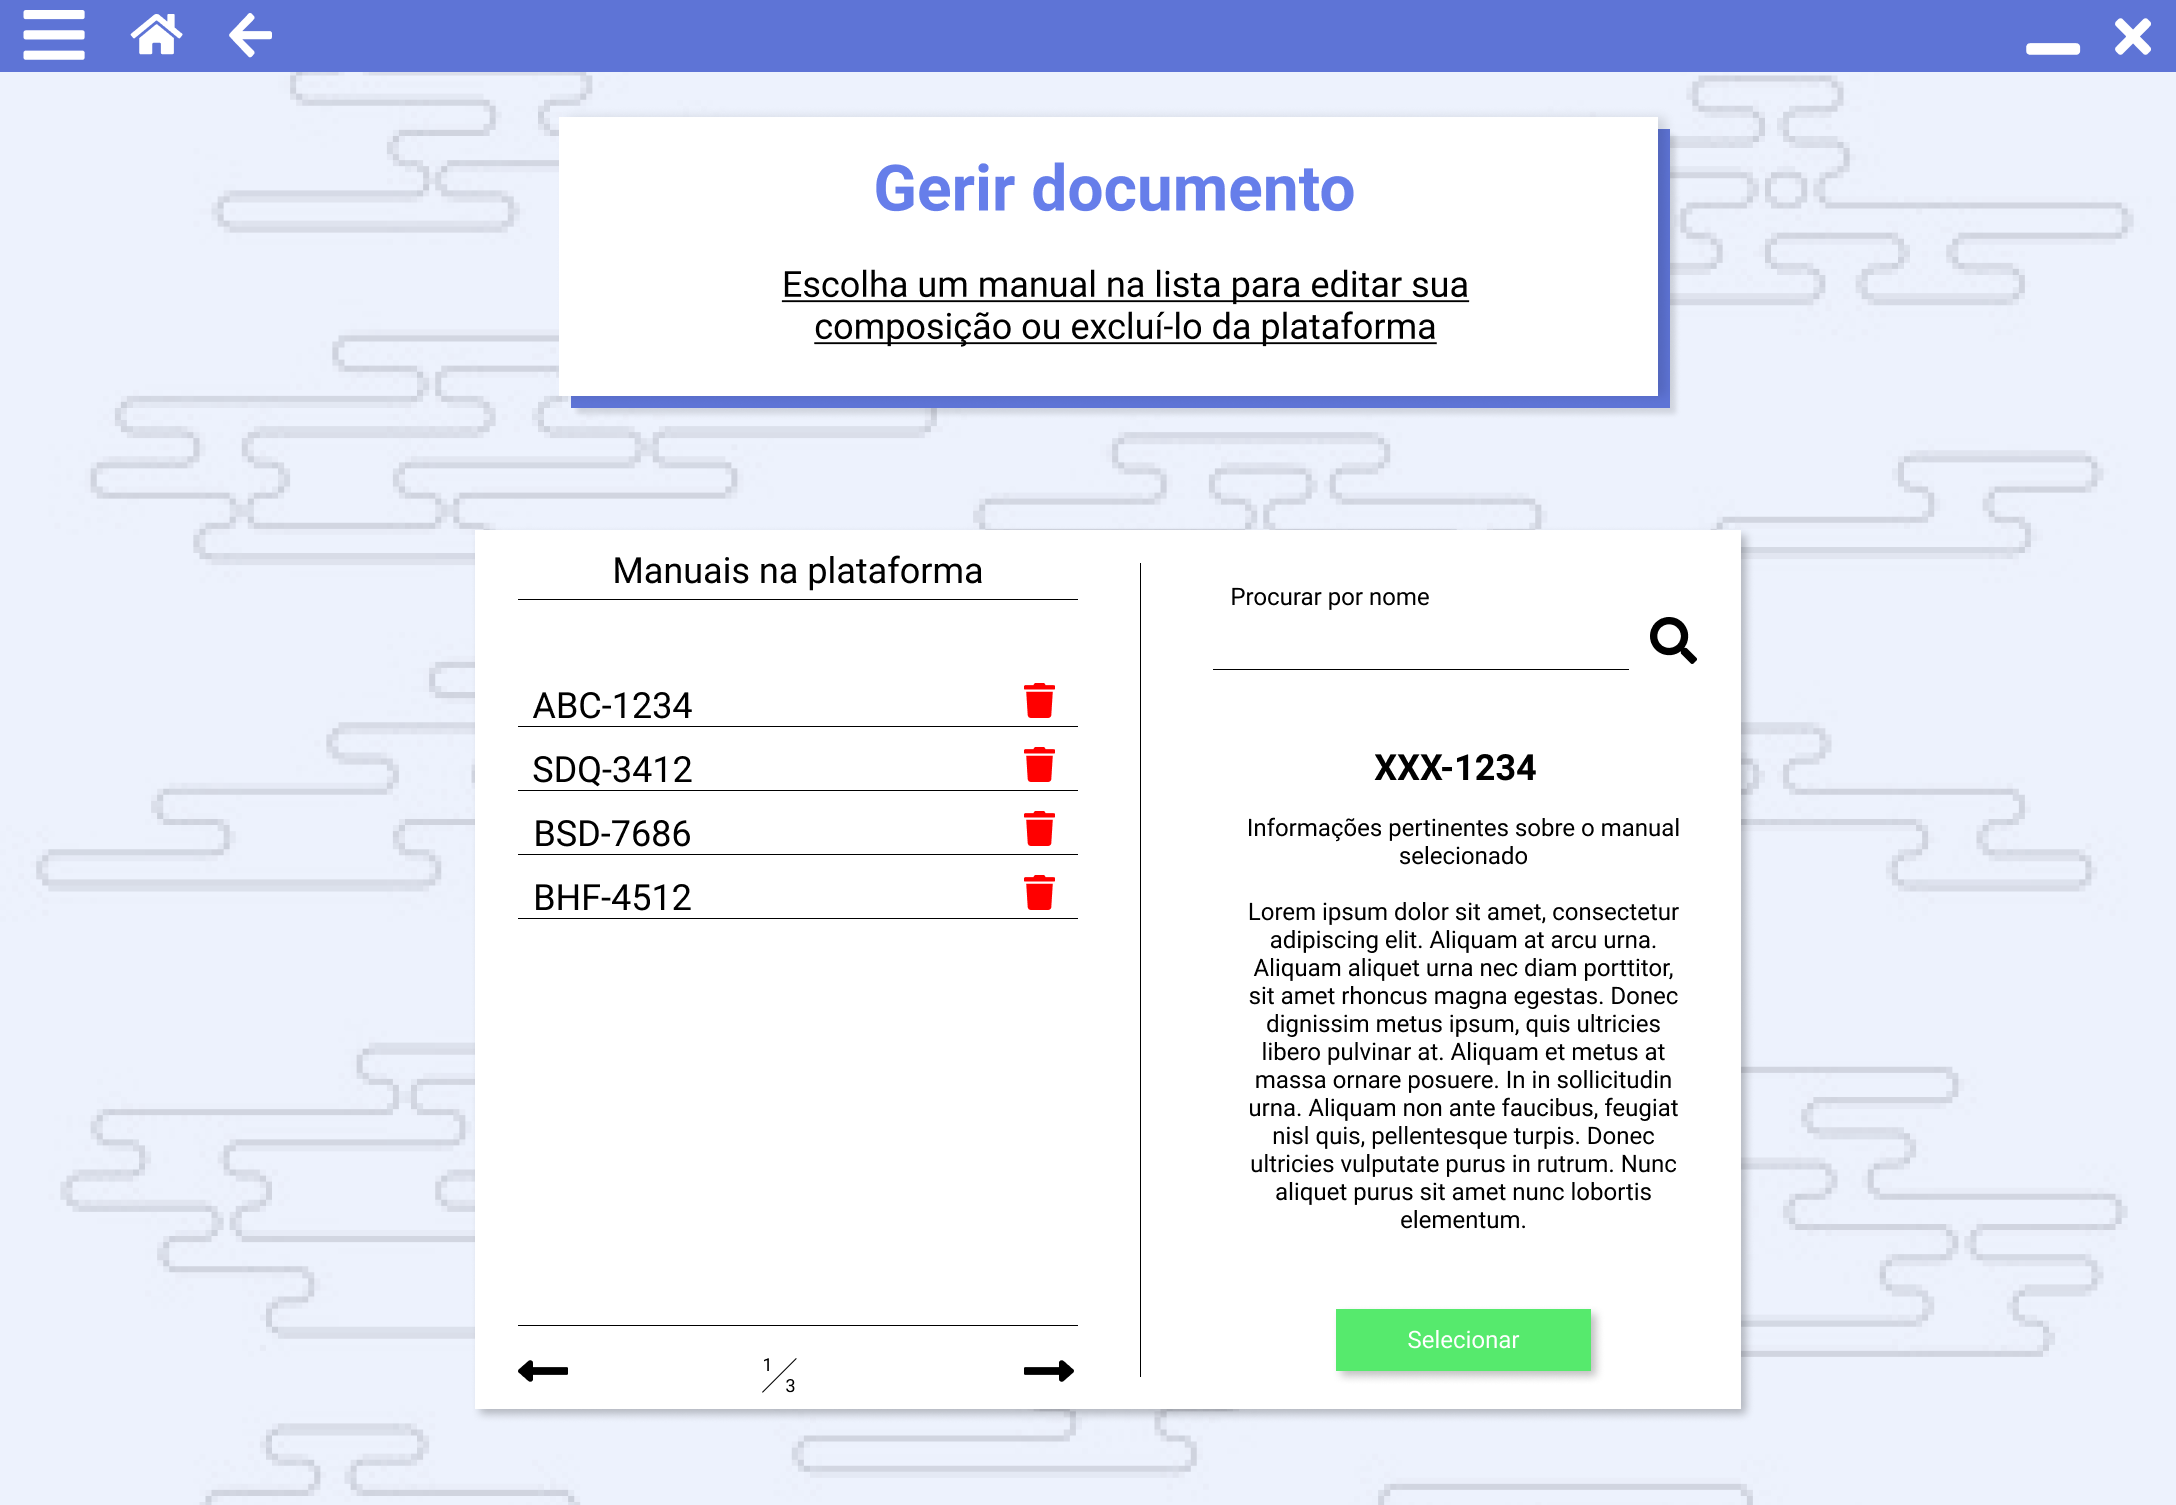 Gerir documento
Escolha um manual na lista para editar sua
composição ou excluí-lo da plataforma
Manuais na plataforma
ABC-1234
SDQ-3412
BSD-7686
BHF-4512
1/3
Procurar por nome
XXX-1234
Informações pertinentes sobre o manual
selecionado
Lorem ipsum dolor sit amet, consectetur
adipiscing elit. Aliquam at arcu urna.
Aliquam aliquet urna nec diam porttitor,
sit amet rhoncus magna egestas. Donec
dignissim metus ipsum, quis ultricies
libero pulvinar at. Aliquam et metus at
massa ornare posuere. In in sollicitudin
urna. Aliquam non ante faucibus, feugiat
nisl quis, pellentesque turpis. Donec
ultricies vulputate purus in rutrum. Nunc
aliquet purus sit amet nunc lobortis
elementum.
Selecionar